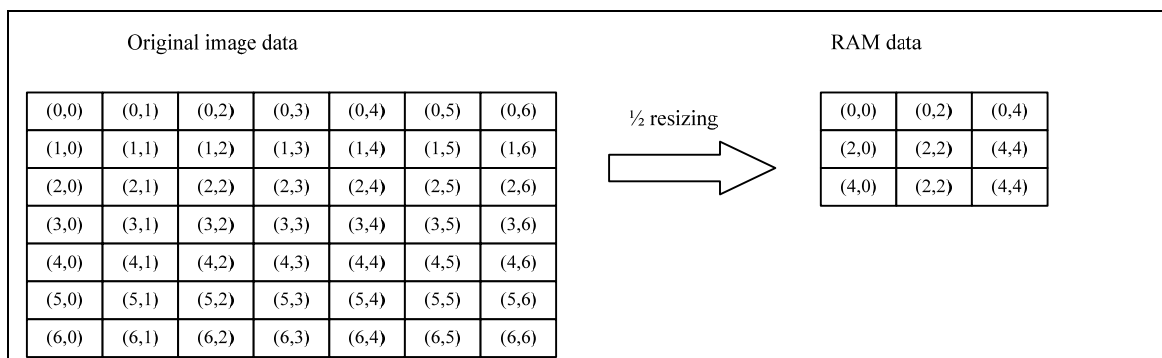 Original image data RAM data
½ resizing
(0,0) (0,1) (0,2) (0,3) (0,4) (0,5) (0,6) (0,0) (0,2) (0,4)
(1,0) (1,1) (1,2) (1,3) (1,4) (1,5) (1,6) (2,0) (2,2) (4,4)
(2,0) (2,1) (2,2) (2,3) (2,4) (2,5) (2,6) (4,0) (2,2) (4,4)
(3,0) (3,1) (3,2) (3,3) (3,4) (3,5) (3,6)
(4,0) (4,1) (4,2) (4,3) (4,4) (4,5) (4,6)
(5,0) (5,1) (5,2) (5,3) (5,4) (5,5) (5,6)
(6,0) (6,1) (6,2) (6,3) (6,4) (6,5) (6,6)